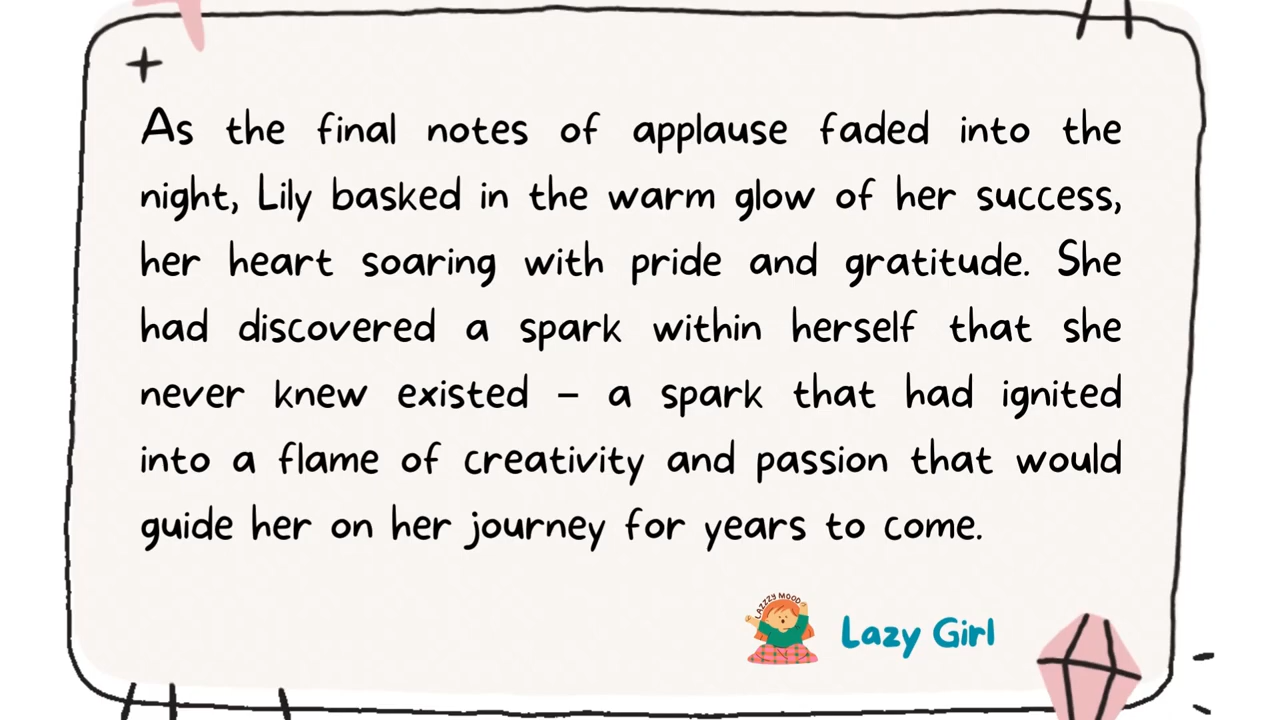 As the final notes of applause faded into the
night, Lily basked in the warm glow of her success,
her heart soaring with pride and gratitude. She
had discovered a spark within herself that she
never knew existed – a spark that had ignited
into a flame of creativity and passion that would
guide her on her journey for years to come.
LAZZZY MOOD
Lazy Girl